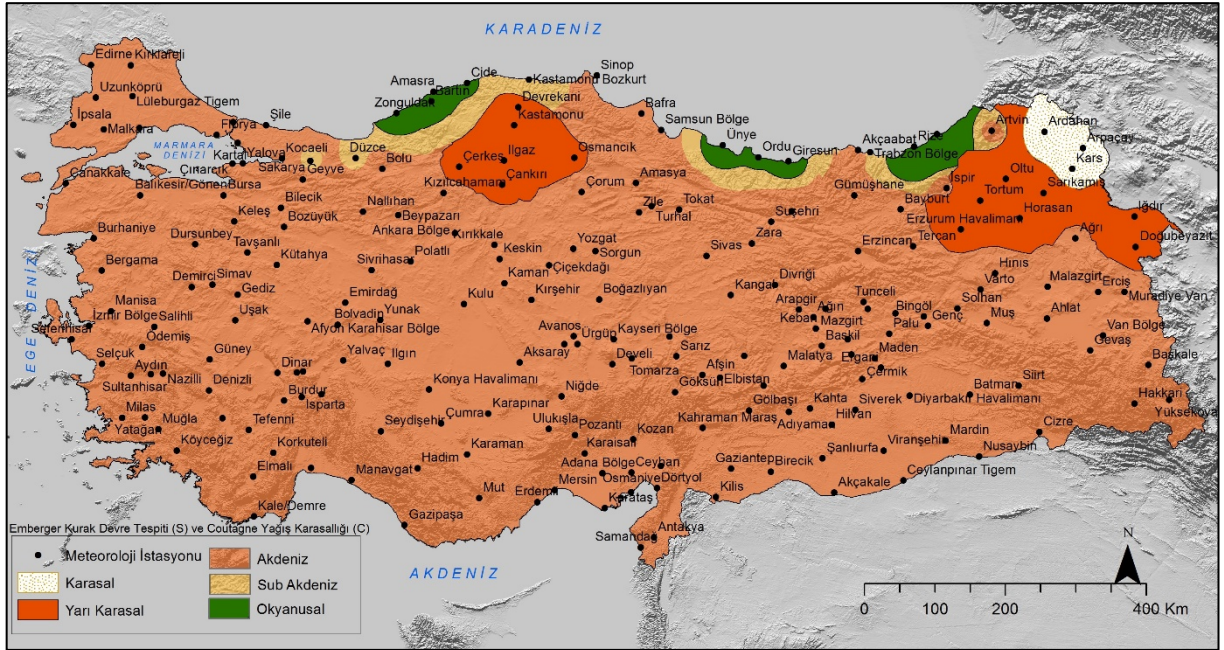 KARADENİZ
Sinop
Edirne Kırklareli
Cide
Kastamonu Bozkurt
Amasra
Bartın
Zonguldak
Devrekani
Kastamonu
Bafra
Uzunköprü
Lüleburgaz Tigem
Samsun Bölge
Ünye
Ordu
Giresun
Akçaabat
Rize
Trabzon Bölge
Artvin
Ardahan
Arpaçay
Kars
İpsala
Malkara
Florya
Şile
MARMARA DENİZİ
Kartal
Yalova
Kocaeli
Çınarcık
Sakarya
Düzce
Bolu
Geyve
Çerkeş
Ilgaz
Osmancık
Çankırı
Çanakkale
Balıkesir/Gönen
Bursa
Kızılcahamam
Çorum
Amasya
Gümüşhane
Bayburt
İspir
Oltu
Tortum
Sarıkamış
Horasan
Iğdır
Keleş
Bilecik
Bozüyük
Nallıhan
Beypazarı
Ankara Bölge
Kırıkkale
Zile
Tokat
Turhal
Suşehri
Zara
Erzurum Havalimanı
Tercan
Erzincan
Ağrı
Doğubeyazıt
Burhaniye
Dursunbey
Tavşanlı
Kütahya
Sivrihasar
Polatlı
Keskin
Yozgat
Sorgun
Sivas
Bergama
Demirci
Simav
Gediz
Emirdağ
Kulu
Kaman
Çiçekdağı
Kırşehir
Boğazlıyan
Kangal
Divriği
Hınıs
Varto
Malazgirt
Erciş
Muradiye Van
Manisa
İzmir Bölge
Salihli
Uşak
Bolvadin
Yunak
Afyon Karahisar Bölge
Arapgir
Ağın
Tunceli
Bingöl
Solhan
Ahlat
Keban
Mazgirt
Palu
Genç
Muş
Seferihisar
Ödemiş
Avanos
Ürgüp
Kayseri Bölge
Baskil
Van Bölge
Gevaş
EGE DENİZİ
Selçuk
Aydın
Sultanhisar
Nazilli
Güney
Denizli
Dinar
Yalvaç
Ilgın
Aksaray
Develi
Tomarza
Sarız
Afşin
Malatya
Ergani
Maden
Çermik
Başkale
Burdur
Isparta
Konya Havalimanı
Niğde
Göksun
Elbistan
Batman Havalimanı
Siirt
Hakkari
Yüksekova
Milas
Yatağan
Muğla
Tefenni
Seydişehir
Çumra
Karapınar
Ulukışla
Pozantı
Karaisalı
Kozan
Kahraman Maraş
Gölbaşı
Kahta
Adıyaman
Siverek
Hilvan
Diyarbakır
Köyceğiz
Korkuteli
Elmalı
Manavgat
Hadim
Karaman
Adana Bölge
Ceyhan
Gaziantep
Birecik
Şanlıurfa
Viranşehir
Mardin
Nusaybin
Cizre
Mersin
Osmaniye
Dörtyol
Kilis
Akçakale
Ceylanpınar Tigem
Kale/Demre
Gazipaşa
Mut
Erdemli
Karataş
Antakya
Samandağ
AKDENİZ
Emberger Kurak Devre Tespiti (S) ve Coutagne Yağış Karasallığı (C)
Meteoroloji İstasyonu
Karasal
Yarı Karasal
Akdeniz
Sub Akdeniz
Okyanusal
N
0 100 200 400 Km